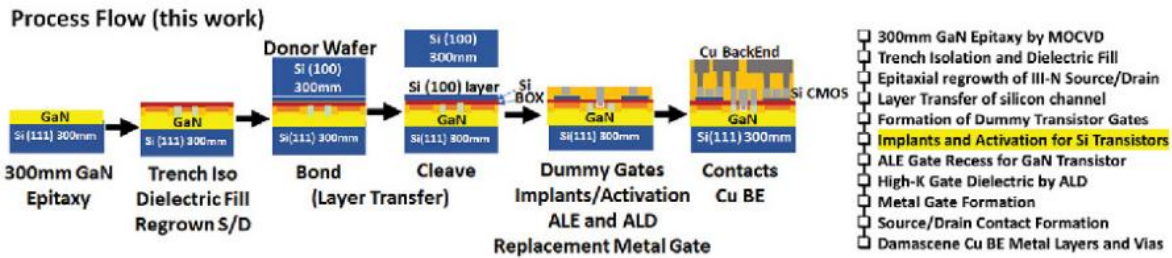 Process Flow (this work)
Donor Wafer
Si (100)
300mm
Si (100)
300mm
Si (100) layer
Si
BOX
Cu BackEnd
Si CMOS
GaN
Si (111) 300mm
GaN
Si (111) 300mm
GaN
Si(111) 300mm
GaN
Si(111) 300mm
GaN
Si(111) 300mm
GaN
Si(111) 300mm
300mm GaN
Epitaxy
Trench Iso
Dielectric Fill
Regrown S/D
Bond
Cleave
(Layer Transfer)
Dummy Gates
Implants/Activation
ALE and ALD
Replacement Metal Gate
Contacts
Cu BE
300mm GaN Epitaxy by MOCVD
Trench Isolation and Dielectric Fill
Epitaxial regrowth of III-N Source/Drain
Layer Transfer of silicon channel
Formation of Dummy Transistor Gates
Implants and Activation for Si Transistors
ALE Gate Recess for GaN Transistor
High-K Gate Dielectric by ALD
Metal Gate Formation
Source/Drain Contact Formation
Damascene Cu BE Metal Layers and Vias